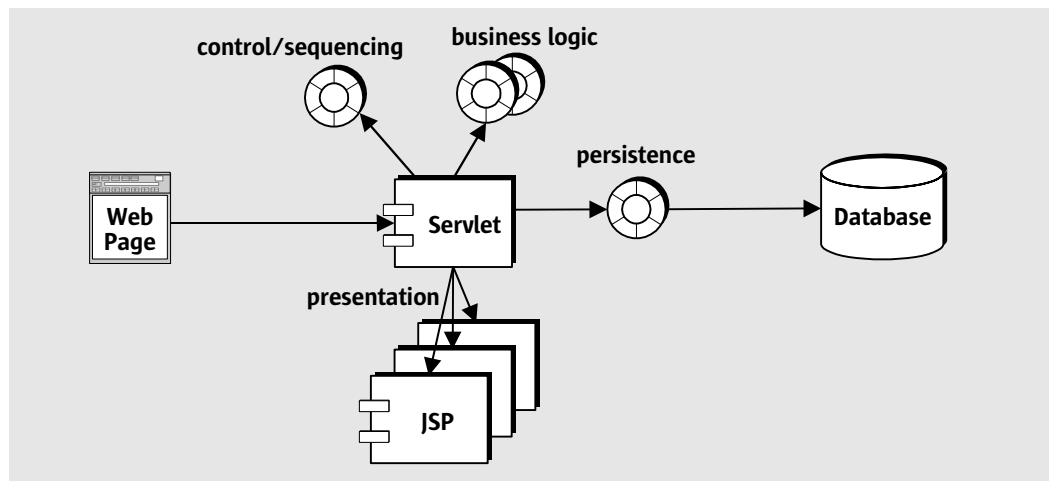 business logic
control/sequencing
persistence
Web
Page
Servlet
Database
presentation
JSP